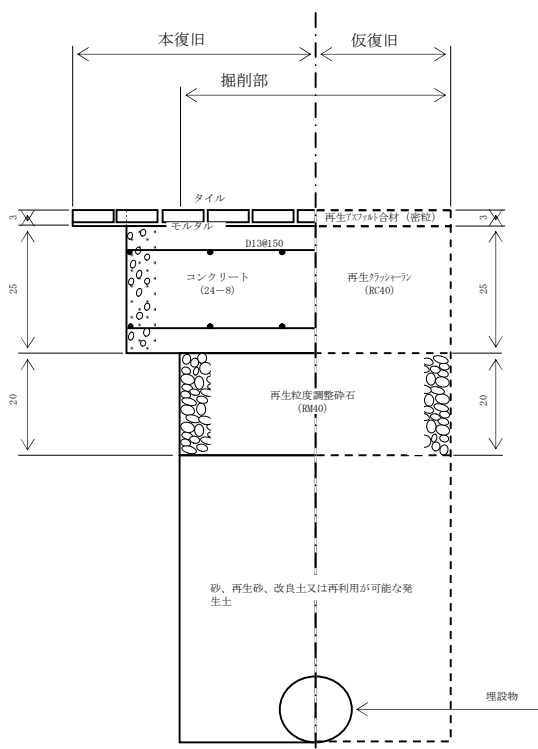 本復旧
仮復旧
掘削部
タイル
3
再生アスファルト合材（密粒）
3
モルタル
D13@150
25
コンクリート
(24－8)
再生クラッシャーラン
(RC40)
25
20
再生粒度調整砕石
(RM40)
20
砂、再生砂、改良土又は再利用が可能な発
生土
埋設物